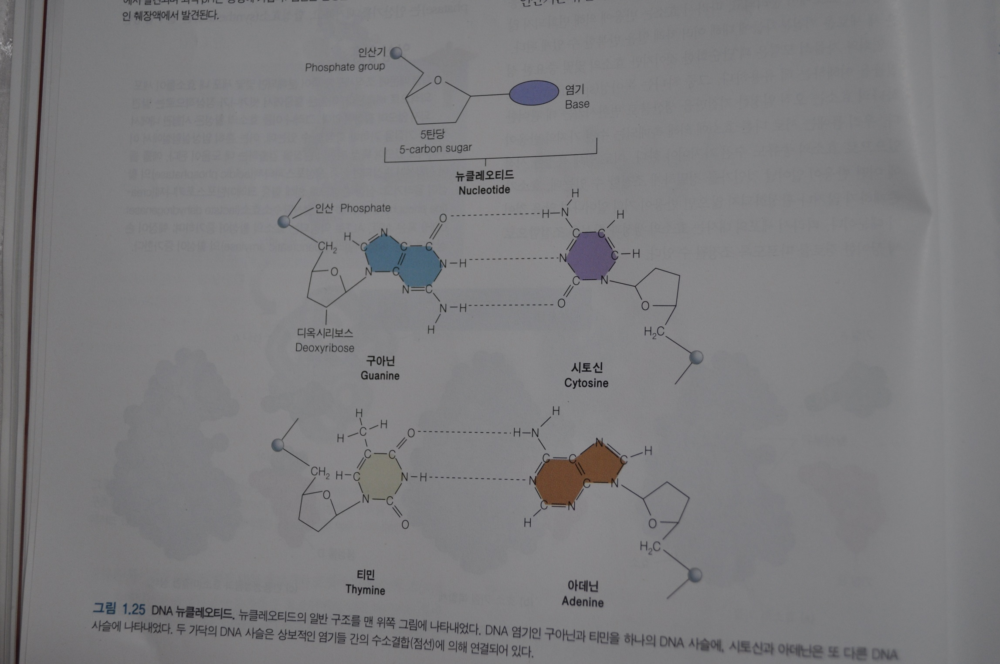 인 췌장액에서 발견된다.
인산기
Phosphate group
O
염기
Base
5탄당
5-carbon sugar
뉴클레오티드
Nucleotide
인산 Phosphate
H
O H–N H
H N C C
C C C
CH₂ N–H N C–H
O N C
N=C C N
N–H O O
H
H₂C
디옥시리보스
Deoxyribose
구아닌
Guanine
시토신
Cytosine
H H
H–C–H
O H–N
N H
C C C C C
CH₂ H–C N–H N C N
O N C C=N
O H O
H₂C
티민
Thymine
아데닌
Adenine
그림 1.25 DNA 뉴클레오티드. 뉴클레오티드의 일반 구조를 맨 위쪽 그림에 나타내었다. DNA 염기인 구아닌과 티민을 하나의 DNA 사슬에, 시토신과 아데닌은 또 다른 DNA
사슬에 나타내었다. 두 가닥의 DNA 사슬은 상보적인 염기들 간의 수소결합(점선)에 의해 연결되어 있다.